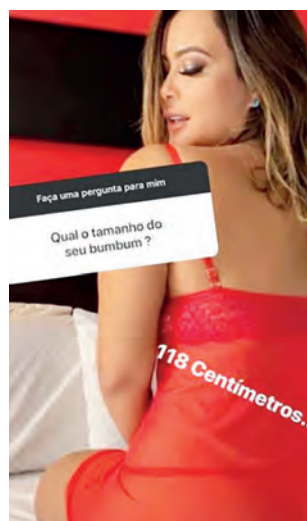 Faça uma pergunta para mim
Qual o tamanho do
seu bumbum ?
118 Centímetros..